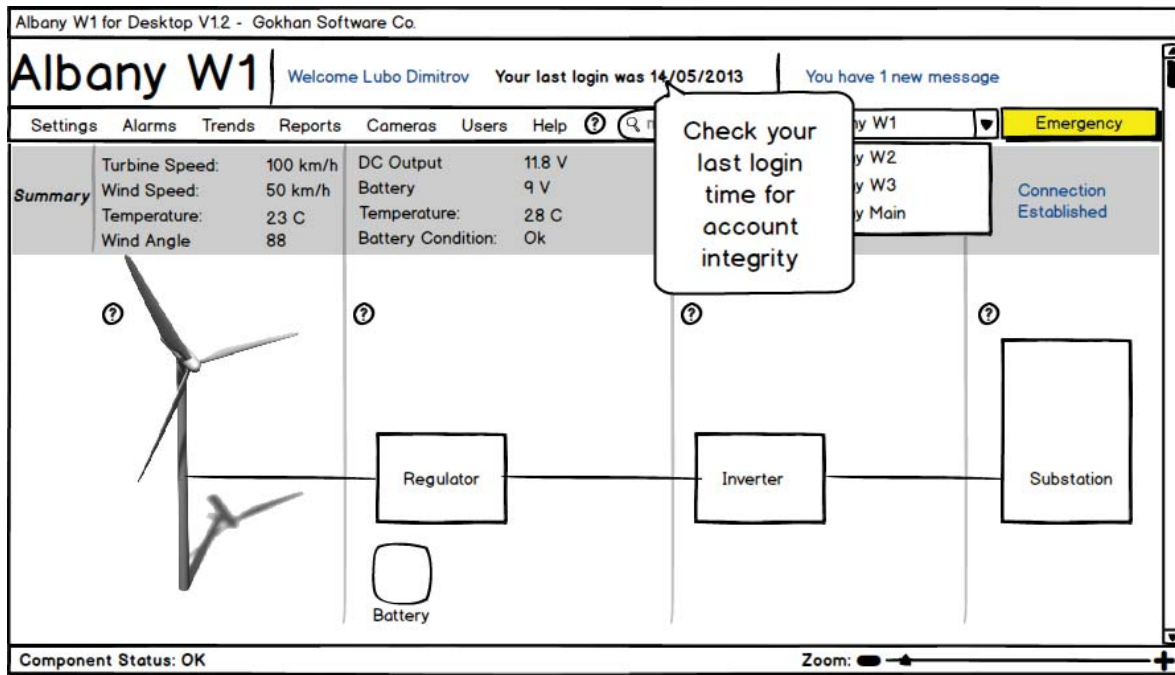 Albany W1 for Desktop V1.2 - Gokhan Software Co.
Albany W1
Welcome Lubo Dimitrov
Your last login was 14/05/2013
You have 1 new message
Settings Alarms Trends Reports Cameras Users Help ?
W1
Emergency
Check your
last login
time for
account
integrity
W2
W3
Main
Summary
Turbine Speed: 100 km/h
Wind Speed: 50 km/h
Temperature: 23 C
Wind Angle 88
DC Output 11.8 V
Battery 9 V
Temperature: 28 C
Battery Condition: Ok
Connection
Established
? ? ? ?
Regulator
Inverter
Substation
Battery
Component Status: OK
Zoom: